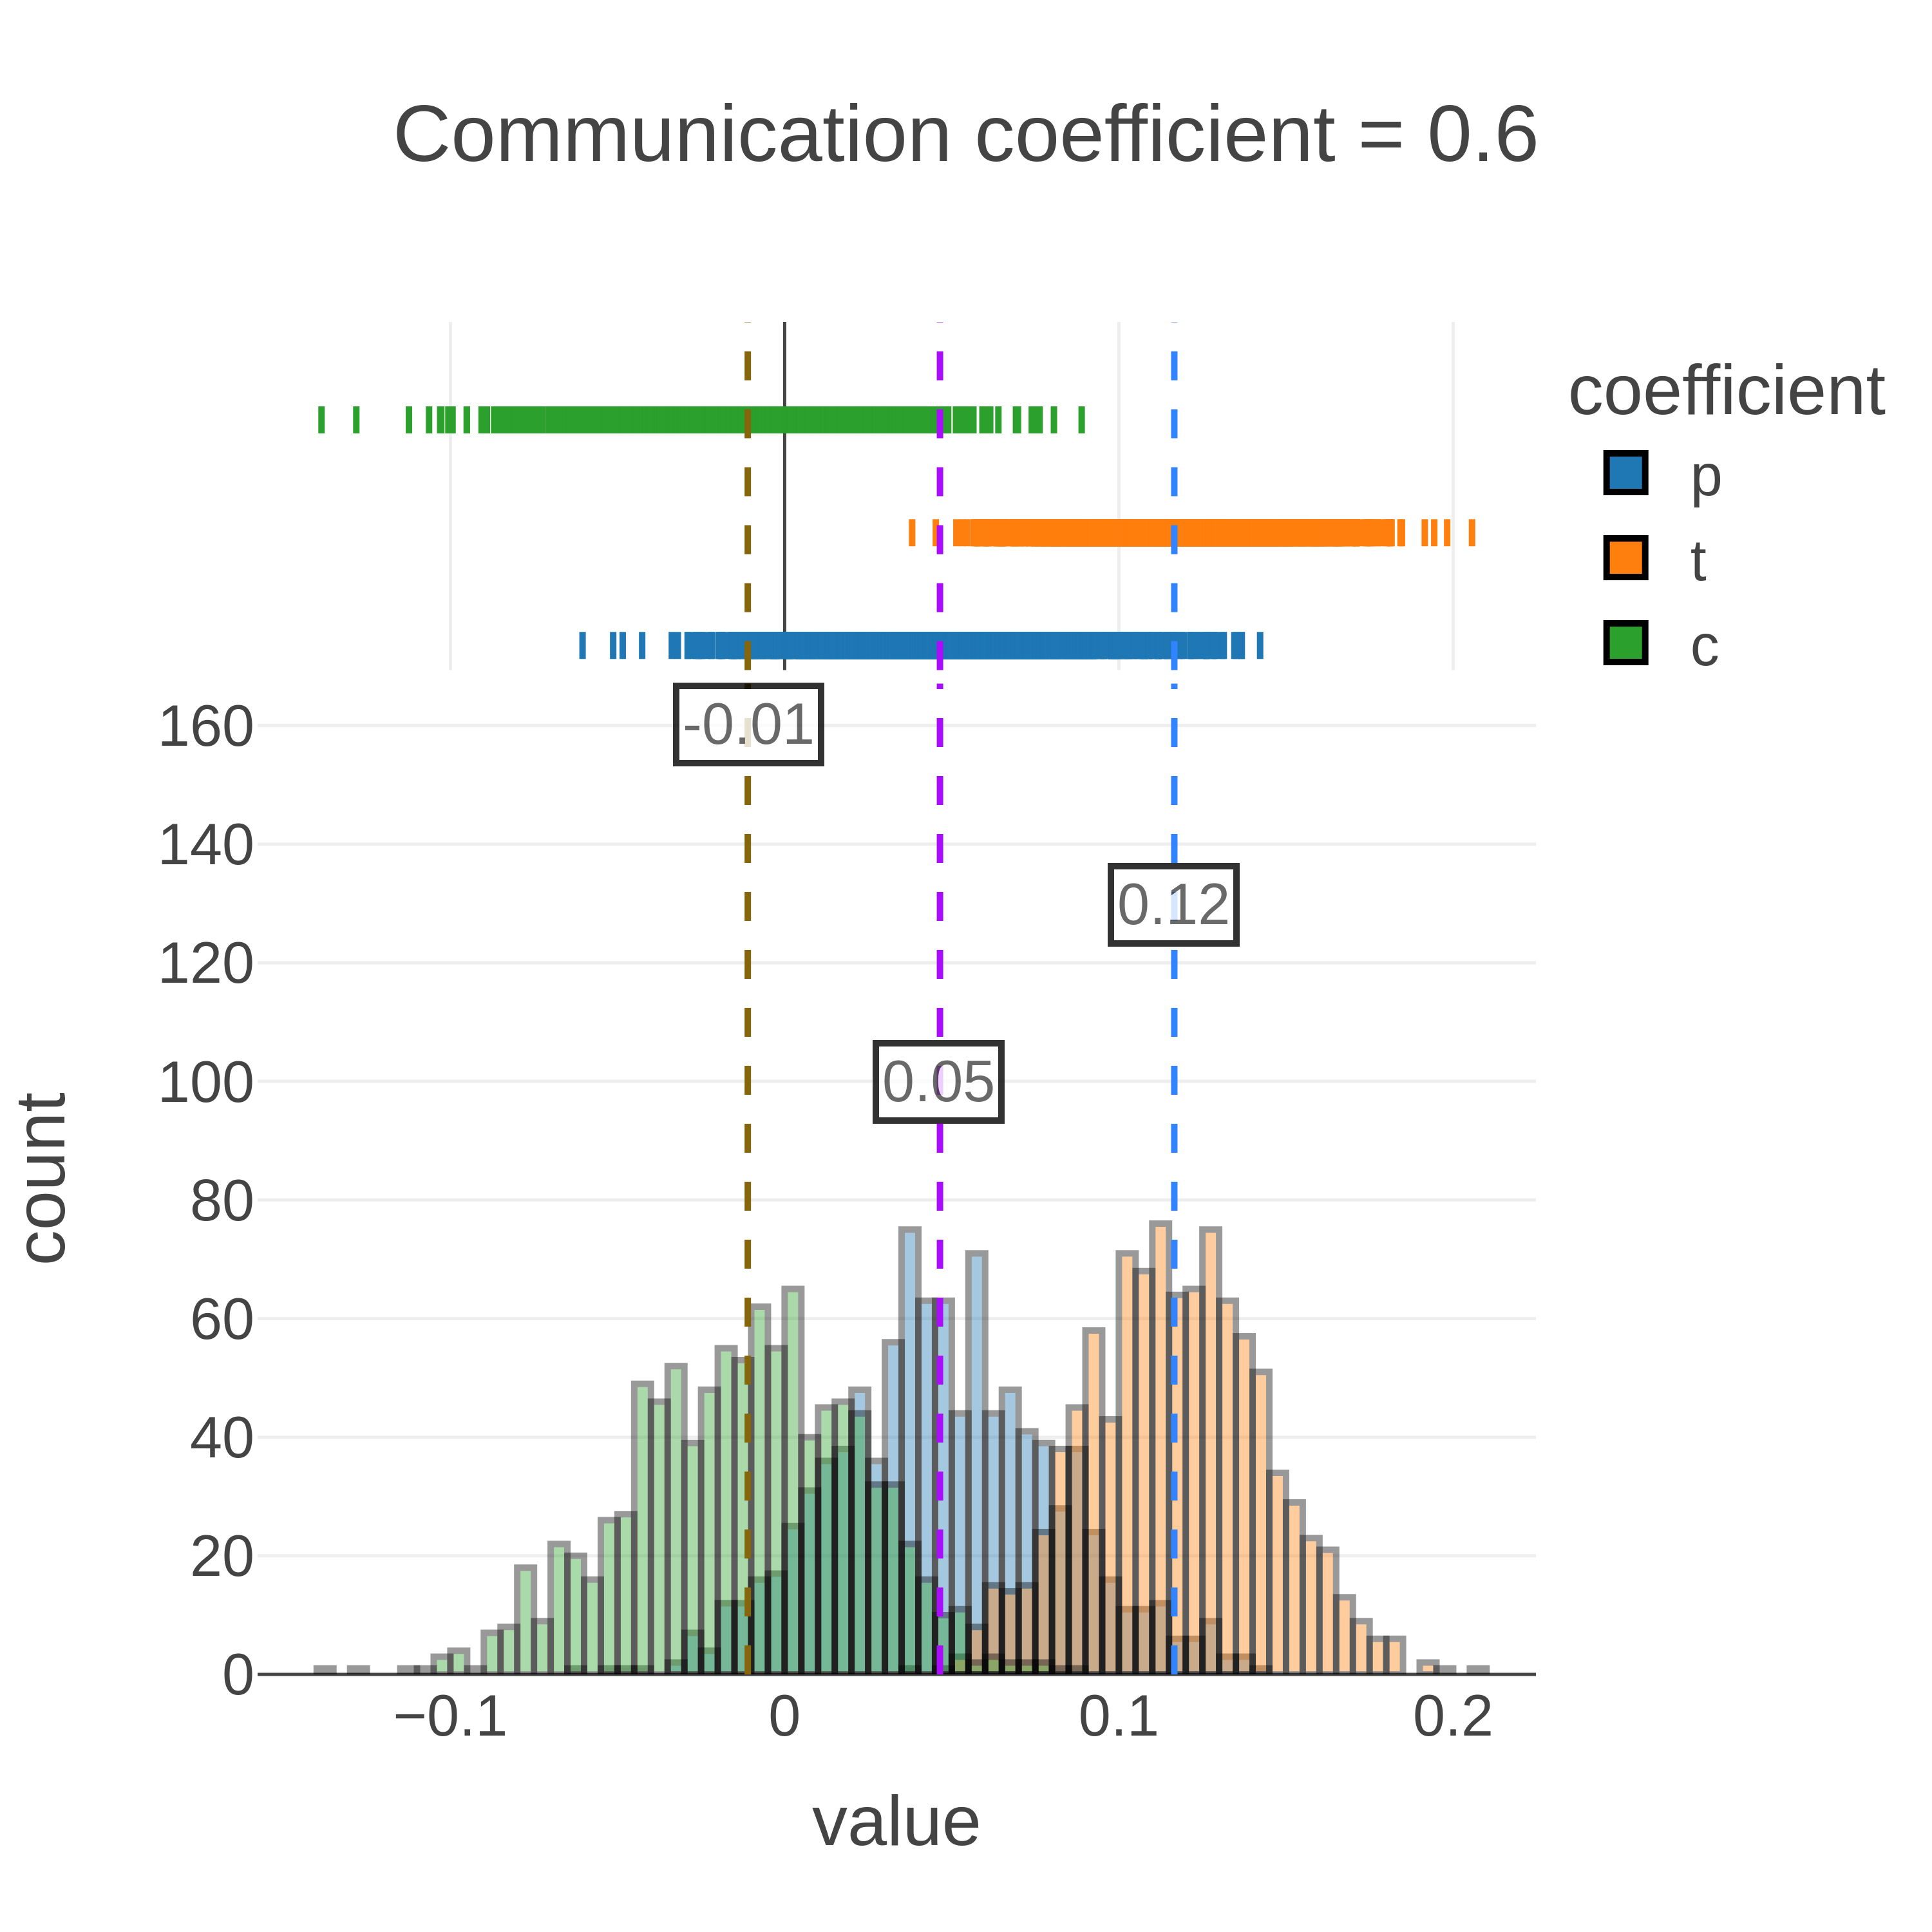 Communication coefficient = 0.6
coefficient
p
t
c
-0.01
0.12
0.05
160
140
120
100
80
60
40
20
0
count
−0.1
0
0.1
0.2
value